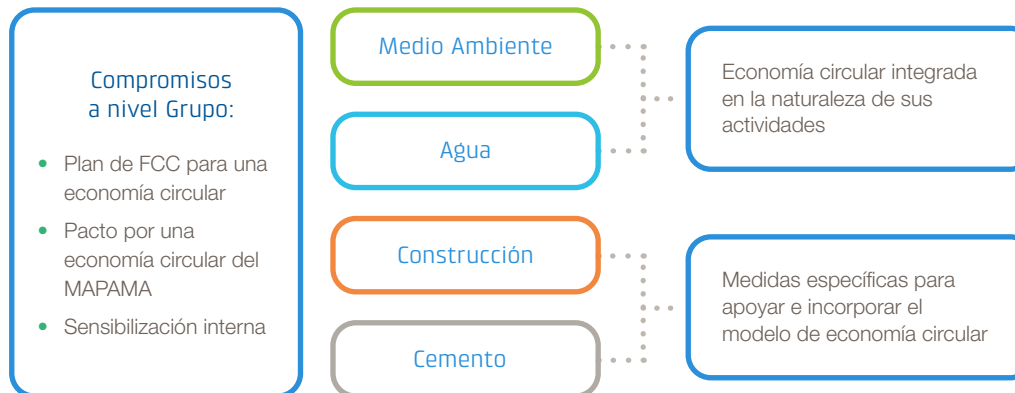 Compromisos
a nivel Grupo:
• Plan de FCC para una
economía circular
• Pacto por una
economía circular del
MAPAMA
• Sensibilización interna
Medio Ambiente
Agua
Construcción
Cemento
Economía circular integrada
en la naturaleza de sus
actividades
Medidas específicas para
apoyar e incorporar el
modelo de economía circular